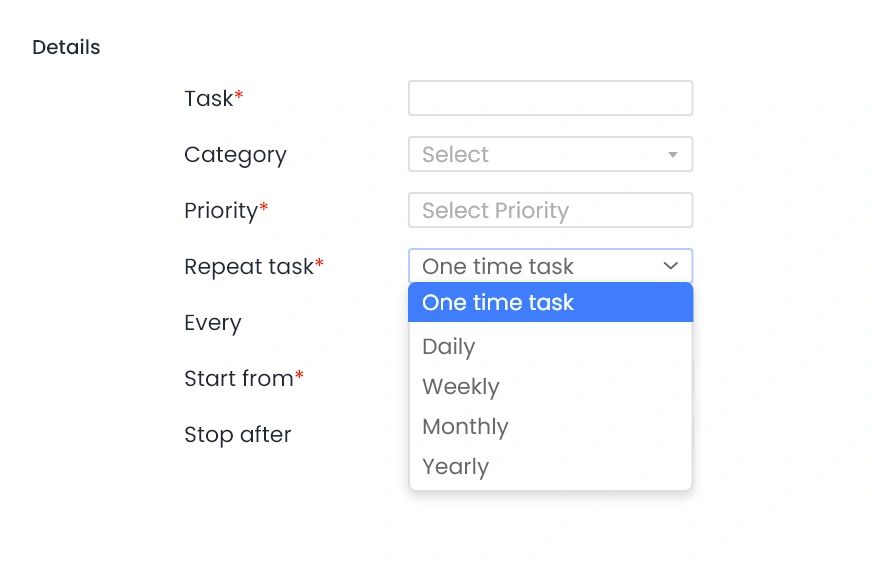 Details
Task*
Category Select
Priority* Select Priority
Repeat task* One time task
One time task
Every
Daily
Start from*
Weekly
Monthly
Stop after
Yearly